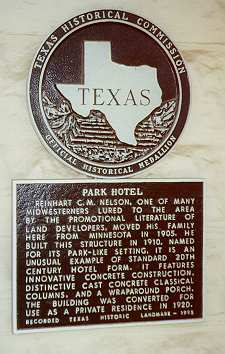 TEXAS HISTORICAL COMMISSION
TEXAS
OFFICIAL HISTORICAL MEDALLION
PARK HOTEL
REINHART C. M. NELSON, ONE OF MANY
MIDWESTERNERS LURED TO THE AREA
BY THE PROMOTIONAL LITERATURE OF
LAND DEVELOPERS, MOVED HIS FAMILY
HERE FROM MINNESOTA IN 1905. HE
BUILT THIS STRUCTURE IN 1910. NAMED
FOR ITS PARK-LIKE SETTING, IT IS AN
UNUSUAL EXAMPLE OF STANDARD 20TH
CENTURY HOTEL FORM. IT FEATURES
INNOVATIVE CONCRETE CONSTRUCTION,
DISTINCTIVE CAST CONCRETE CLASSICAL
COLUMNS, AND A WRAPAROUND PORCH.
THE BUILDING WAS CONVERTED FOR
USE AS A PRIVATE RESIDENCE IN 1920.
RECORDED TEXAS HISTORIC LANDMARK - 1995